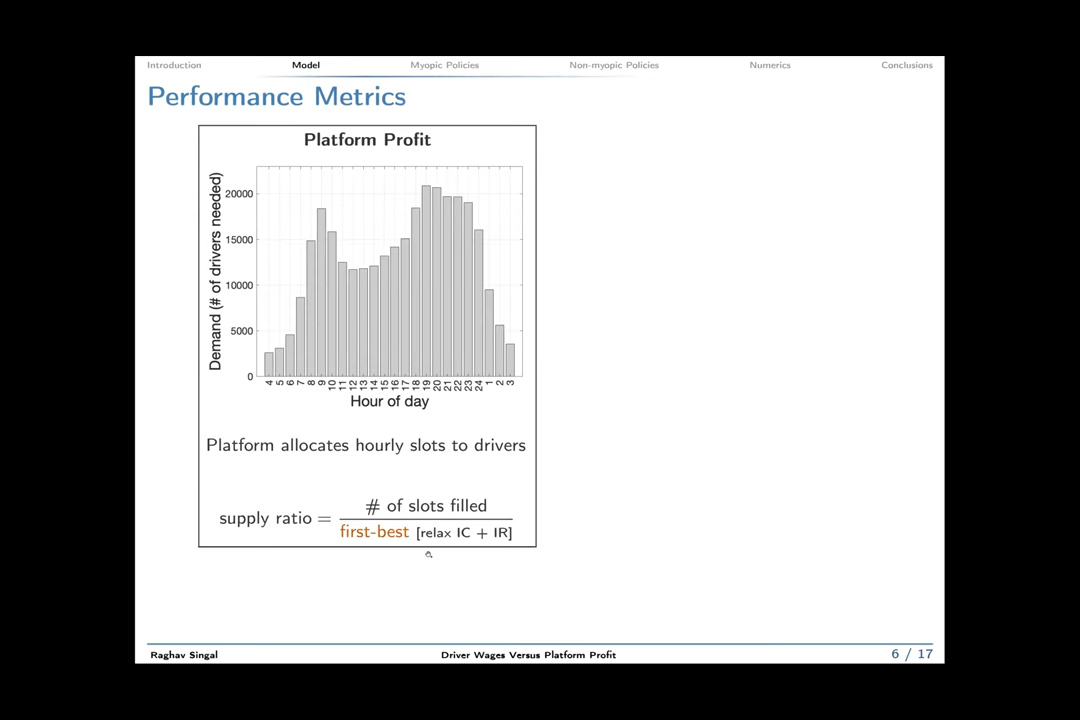 Introduction Model Myopic Policies Non-myopic Policies Numerics Conclusions
Performance Metrics
Platform Profit
Demand (# of drivers needed)
20000
15000
10000
5000
0
4 5 6 7 8 9 10 11 12 13 14 15 16 17 18 19 20 21 22 23 24 1 2 3
Hour of day
Platform allocates hourly slots to drivers
# of slots filled
supply ratio =
first-best [relax IC + IR]
Raghav Singal Driver Wages Versus Platform Profit 6 / 17